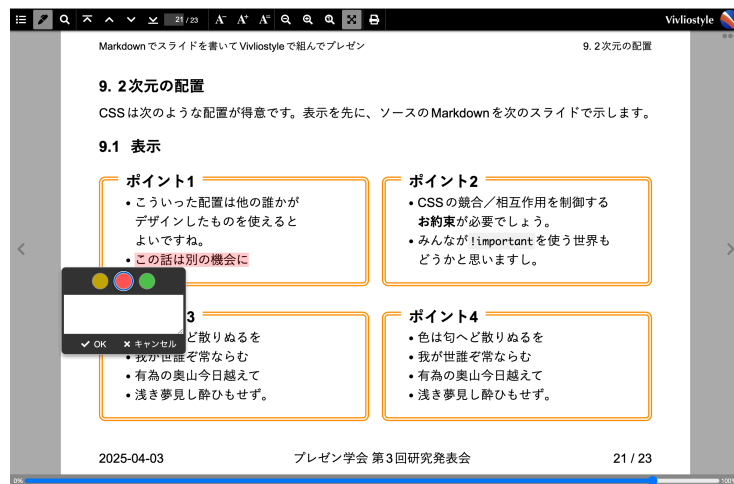 21 / 23
A- A+ A=
Vivliostyle
Markdownでスライドを書いてVivliostyleで組んでプレゼン
9. 2次元の配置
9. 2次元の配置
CSSは次のような配置が得意です。表示を先に、ソースのMarkdownを次のスライドで示します。
9.1 表示
ポイント1
• こういった配置は他の誰かが
デザインしたものを使えると
よいですね。
• この話は別の機会に
ポイント2
• CSSの競合／相互作用を制御する
お約束が必要でしょう。
• みんなが!importantを使う世界も
どうかと思いますし。
OK キャンセル
3
ど散りぬるを
• 我が世誰ぞ常ならむ
• 有為の奥山今日越えて
• 浅き夢見し酔ひもせず。
ポイント4
• 色は匂へど散りぬるを
• 我が世誰ぞ常ならむ
• 有為の奥山今日越えて
• 浅き夢見し酔ひもせず。
2025-04-03
プレゼン学会 第3回研究発表会
21 / 23
0%
100%